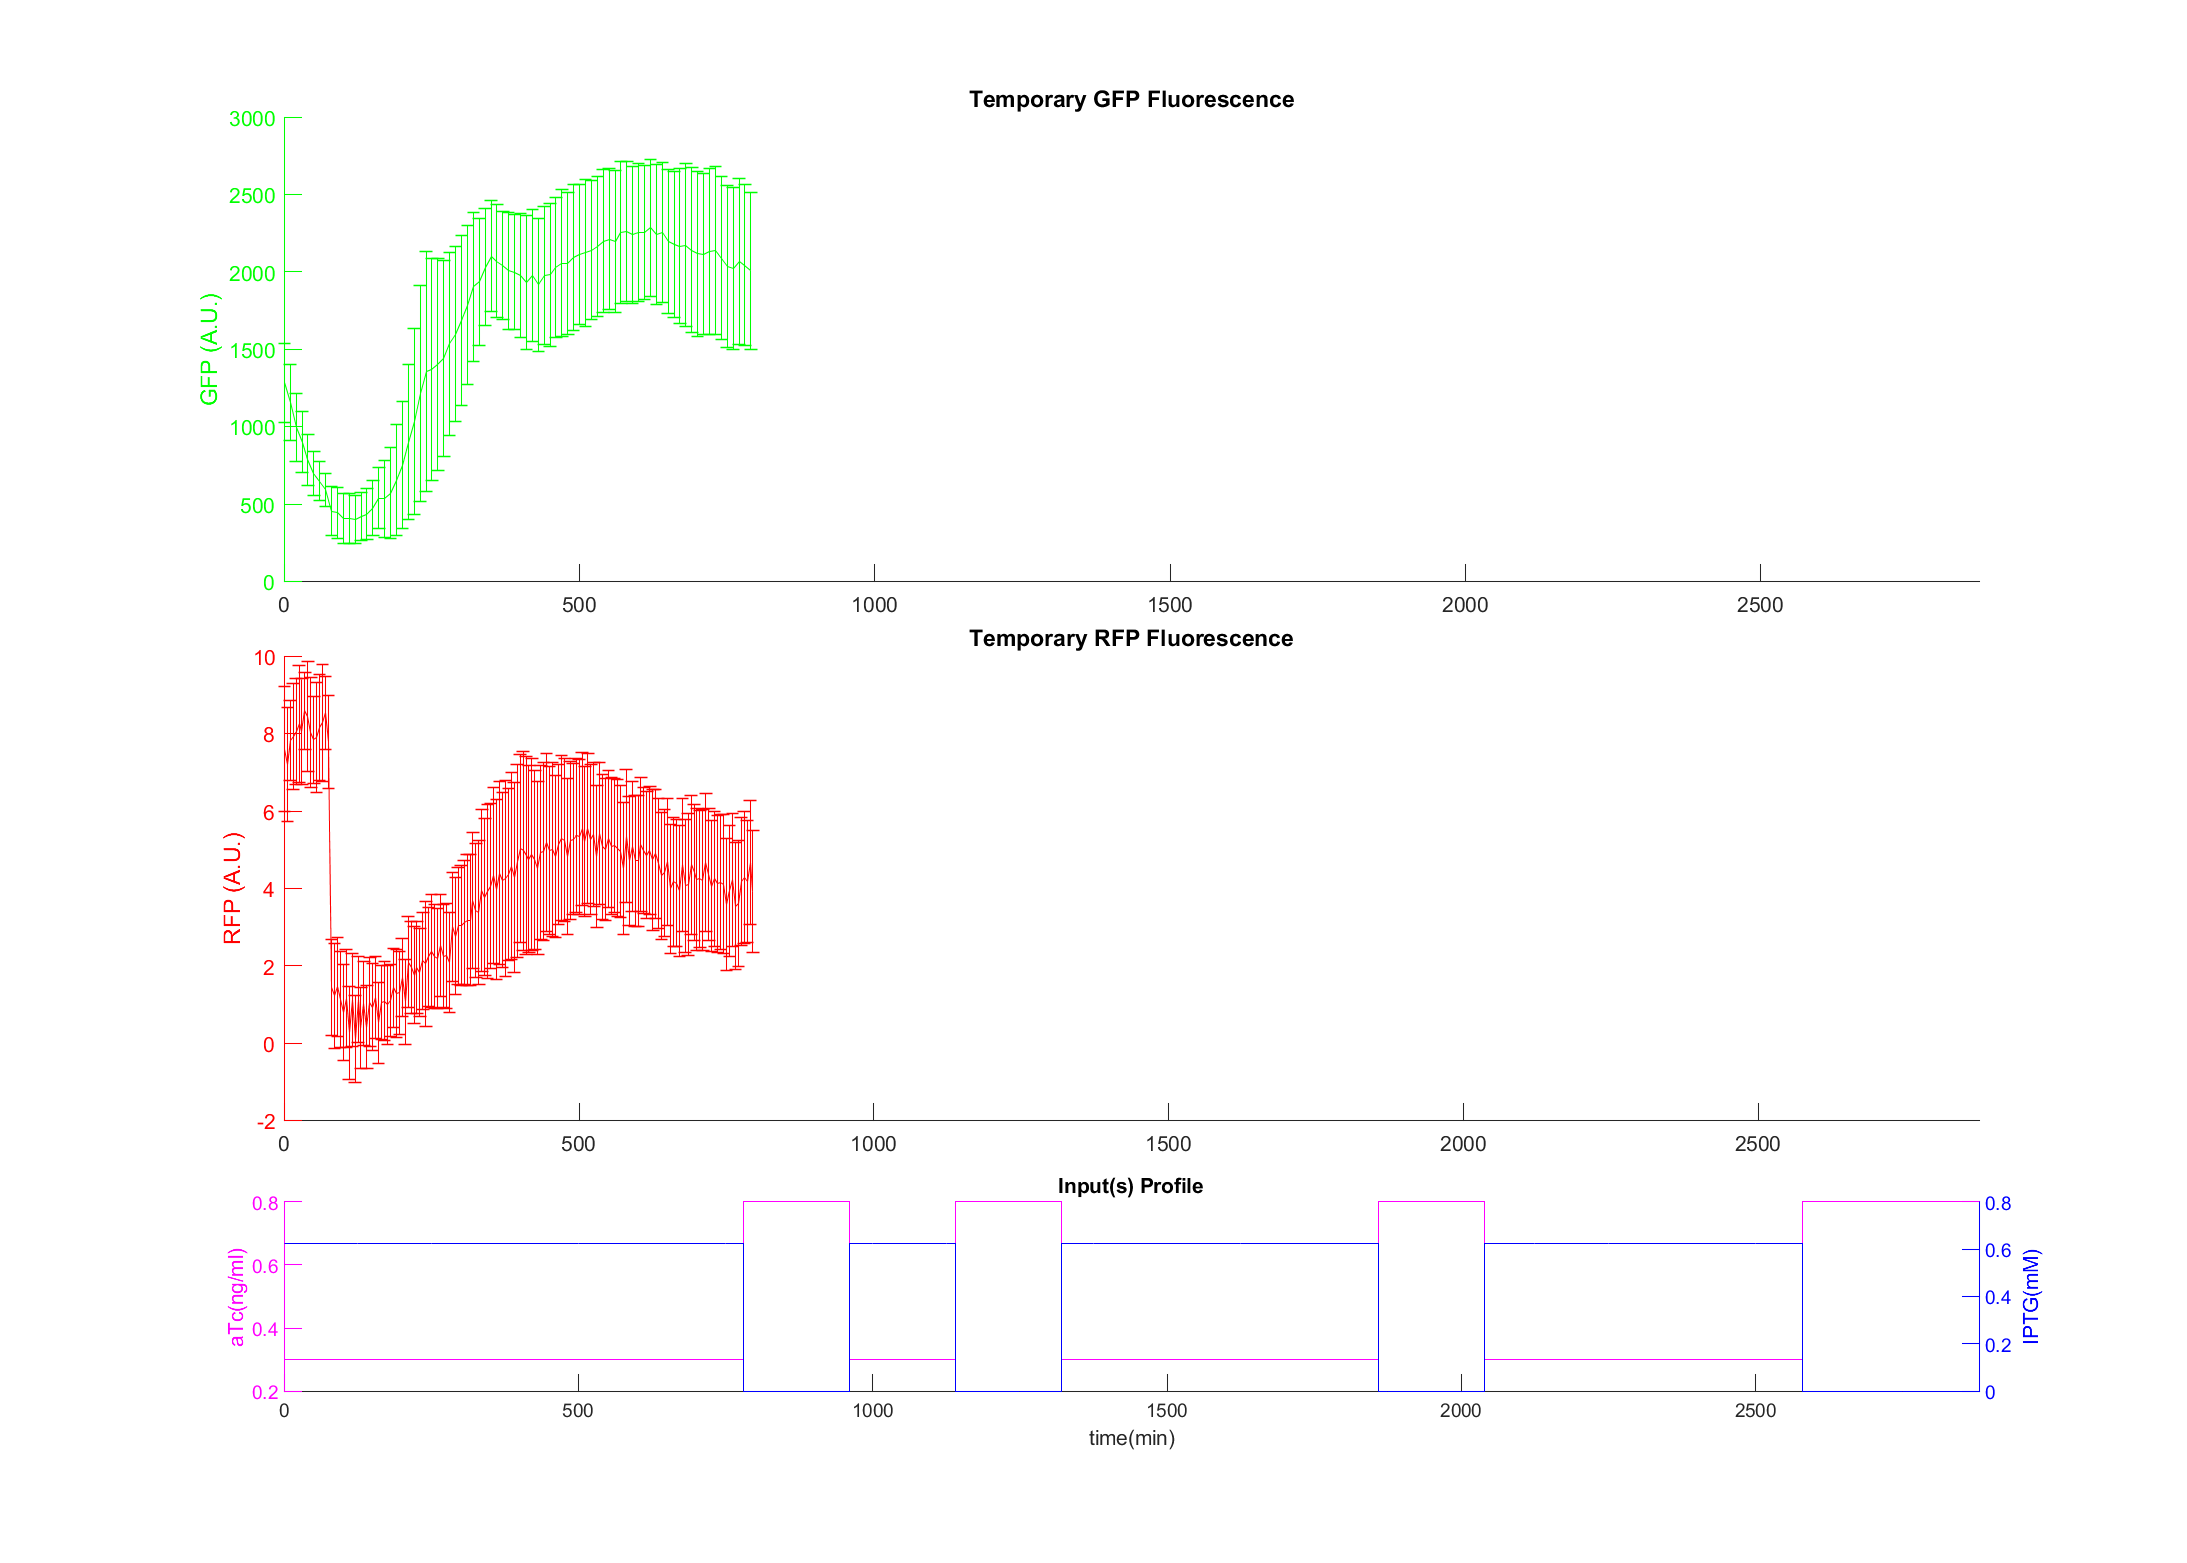 Temporary GFP Fluorescence
3000
2500
2000
1500
1000
500
0
GFP (A.U.)
0 500 1000 1500 2000 2500
Temporary RFP Fluorescence
10
8
6
4
2
0
-2
RFP (A.U.)
0 500 1000 1500 2000 2500
Input(s) Profile
0.8
0.6
0.4
0.2
aTc(ng/ml)
0.8
0.6
0.4
0.2
0
IPTG(mM)
0 500 1000 1500 2000 2500
time(min)